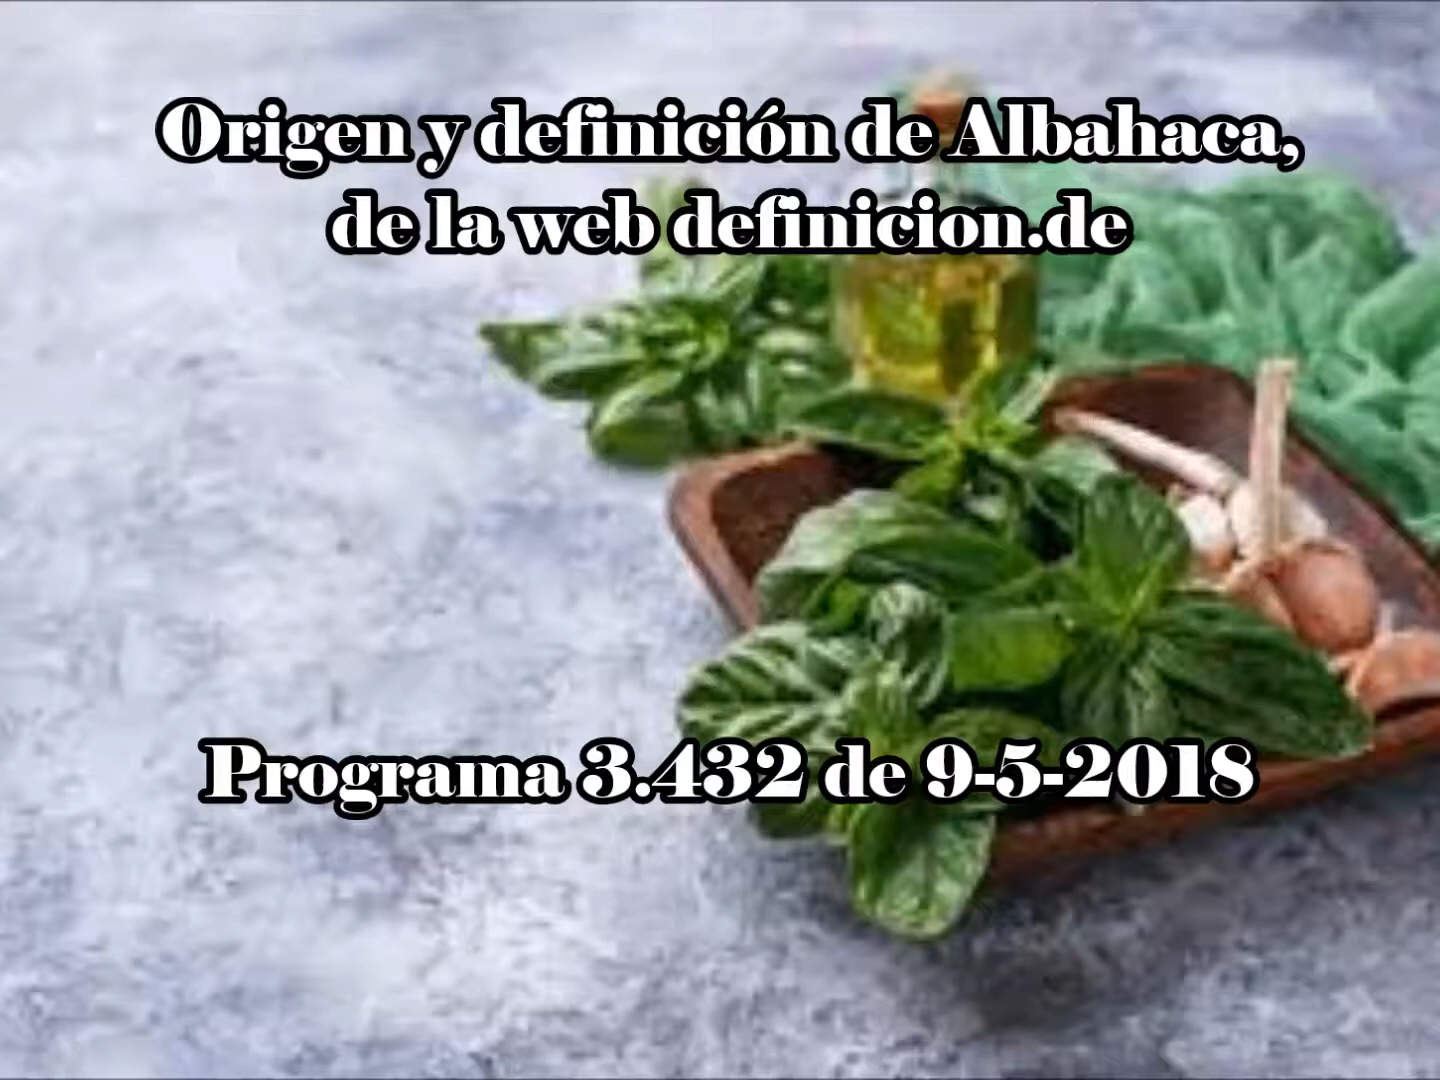 Origen y definición de Albahaca,
de la web definicion.de
Programa 3.432 de 9-5-2018